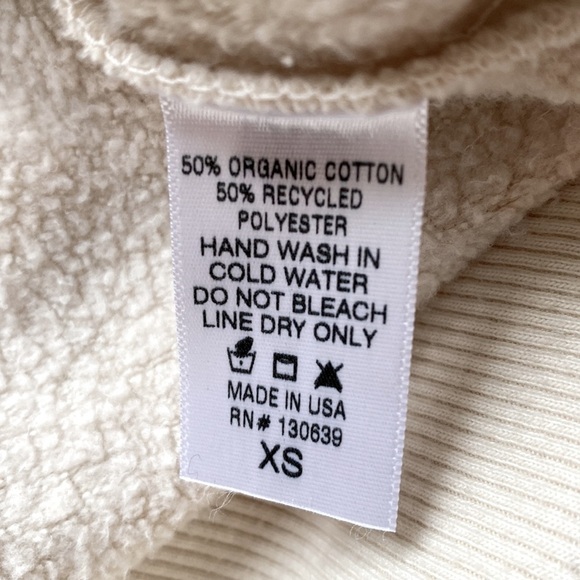 50% ORGANIC COTTON
50% RECYCLED
POLYESTER
HAND WASH IN
COLD WATER
DO NOT BLEACH
LINE DRY ONLY
MADE IN USA
RN# 130639
XS